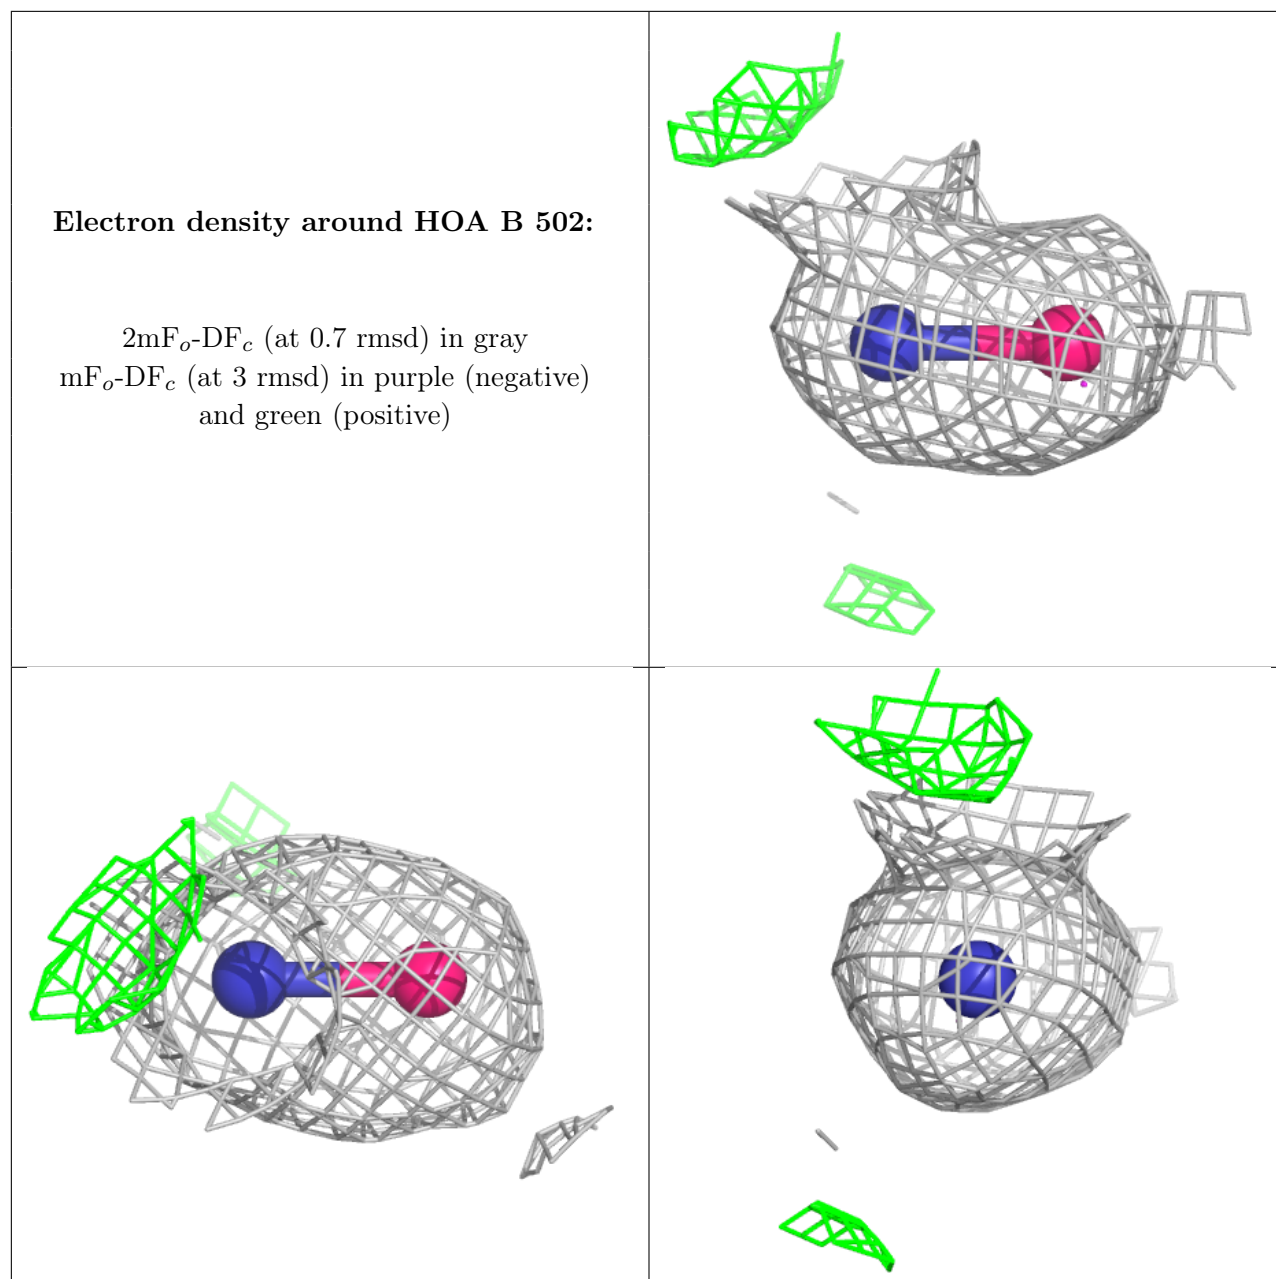 Electron density around HOA B 502:
2mFo-DFc (at 0.7 rmsd) in gray
mFo-DFc (at 3 rmsd) in purple (negative)
and green (positive)